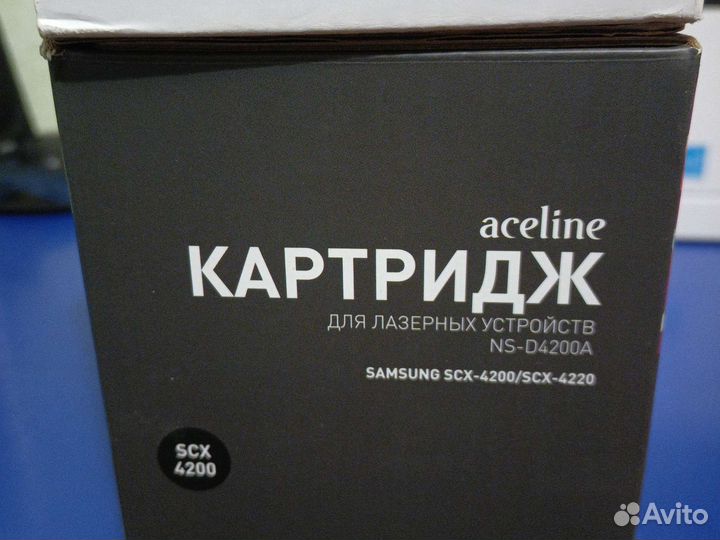 aceline
КАРТРИДЖ
ДЛЯ ЛАЗЕРНЫХ УСТРОЙСТВ
NS-D4200A
SAMSUNG SCX-4200/SCX-4220
SCX
4200
Avito